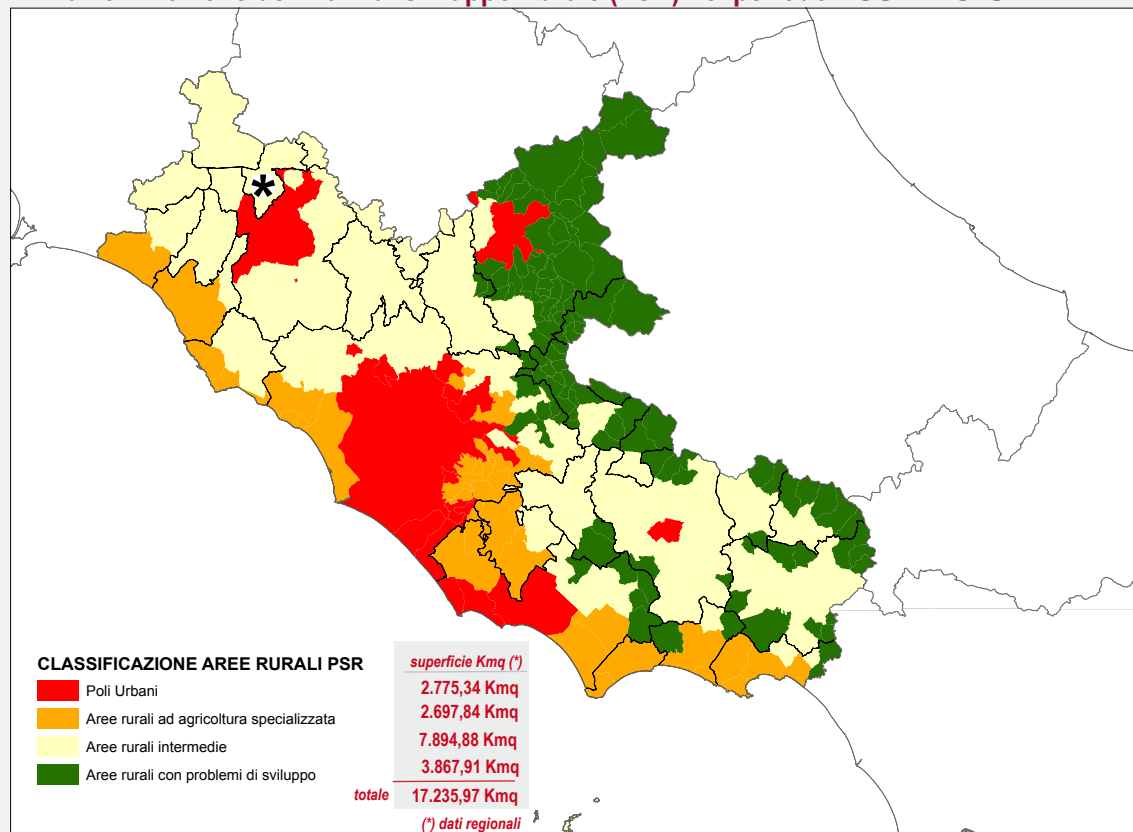 CLASSIFICAZIONE AREE RURALI PSR
superficie Kmq (*)
Poli Urbani
2.775,34 Kmq
Aree rurali ad agricoltura specializzata
2.697,84 Kmq
Aree rurali intermedie
7.894,88 Kmq
Aree rurali con problemi di sviluppo
3.867,91 Kmq
totale 17.235,97 Kmq
(*) dati regionali